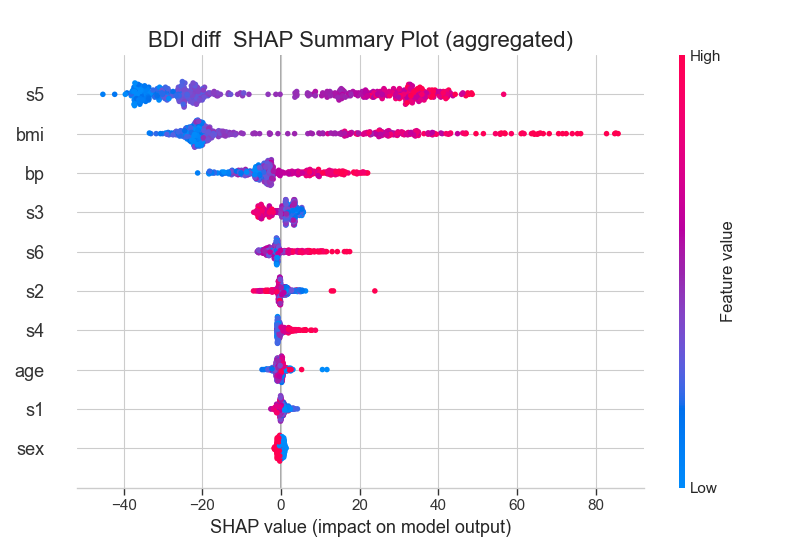 BDI diff  SHAP Summary Plot (aggregated)
High
s5
bmi
bp
s3
s6
s2
s4
age
s1
sex
Feature value
Low
−40 −20 0 20 40 60 80
SHAP value (impact on model output)